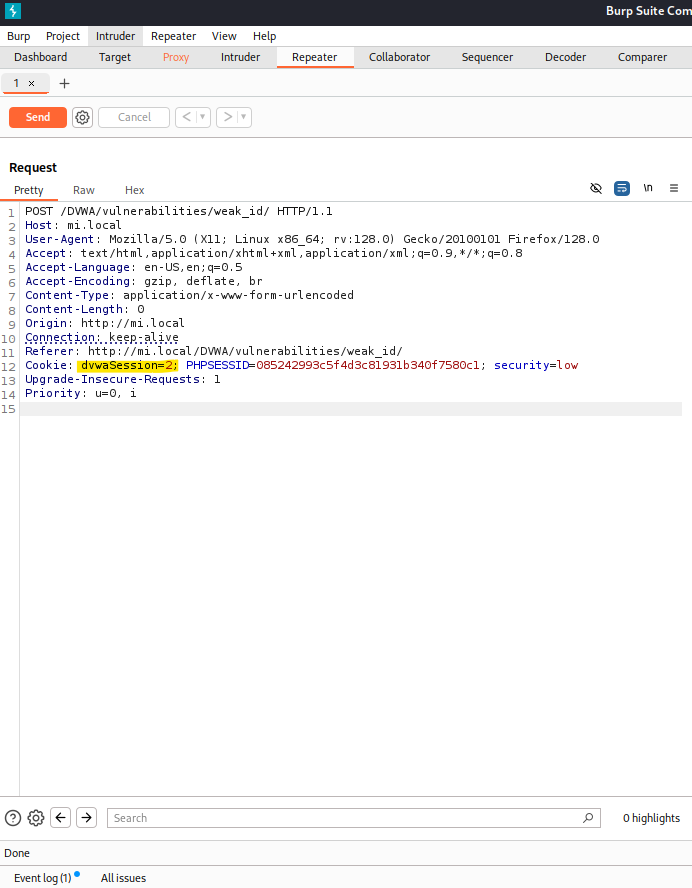 Burp Suite Com
Burp Project Intruder Repeater View Help
Dashboard Target Proxy Intruder Repeater Collaborator Sequencer Decoder Comparer
1 × +
Send Cancel < >
Request
Pretty Raw Hex \n
1 POST /DVWA/vulnerabilities/weak_id/ HTTP/1.1
2 Host: mi.local
3 User-Agent: Mozilla/5.0 (X11; Linux x86_64; rv:128.0) Gecko/20100101 Firefox/128.0
4 Accept: text/html,application/xhtml+xml,application/xml;q=0.9,*/*;q=0.8
5 Accept-Language: en-US,en;q=0.5
6 Accept-Encoding: gzip, deflate, br
7 Content-Type: application/x-www-form-urlencoded
8 Content-Length: 0
9 Origin: http://mi.local
10 Connection: keep-alive
11 Referer: http://mi.local/DVWA/vulnerabilities/weak_id/
12 Cookie: dvwaSession=2; PHPSESSID=085242993c5f4d3c81931b340f7580c1; security=low
13 Upgrade-Insecure-Requests: 1
14 Priority: u=0, i
15
Search 0 highlights
Done
Event log (1) All issues